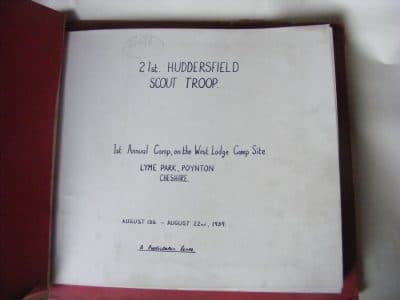 21st. HUDDERSFIELD
SCOUT TROOP.
1st Annual Camp, on the West Lodge Camp Site.
LYME PARK, POYNTON
CHESHIRE.
AUGUST 13th – AUGUST 22nd, 1959.
A